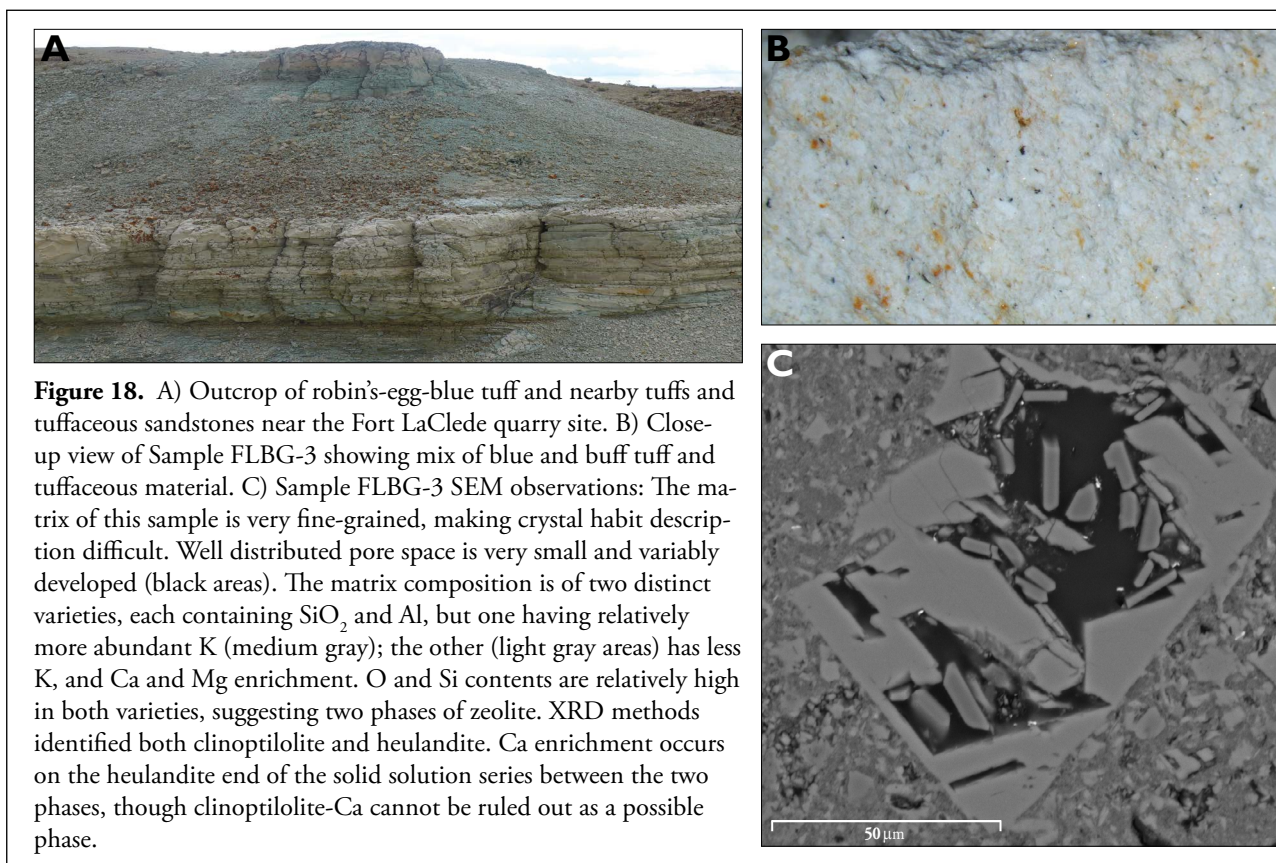 A
B
C
50 μm
Figure 18. A) Outcrop of robin's-egg-blue tuff and nearby tuffs and
tuffaceous sandstones near the Fort LaClede quarry site. B) Close-
up view of Sample FLBG-3 showing mix of blue and buff tuff and
tuffaceous material. C) Sample FLBG-3 SEM observations: The ma-
trix of this sample is very fine-grained, making crystal habit descrip-
tion difficult. Well distributed pore space is very small and variably
developed (black areas). The matrix composition is of two distinct
varieties, each containing SiO₂ and Al, but one having relatively
more abundant K (medium gray); the other (light gray areas) has less
K, and Ca and Mg enrichment. O and Si contents are relatively high
in both varieties, suggesting two phases of zeolite. XRD methods
identified both clinoptilolite and heulandite. Ca enrichment occurs
on the heulandite end of the solid solution series between the two
phases, though clinoptilolite-Ca cannot be ruled out as a possible
phase.